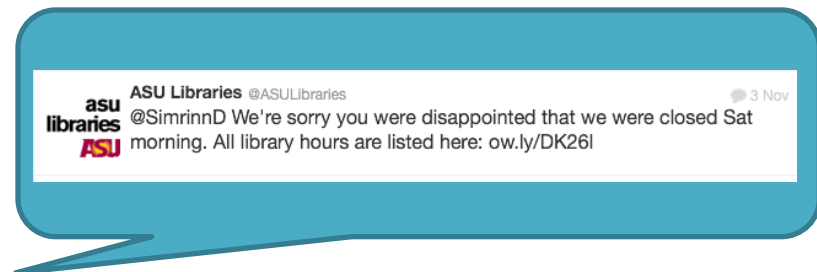 asu
libraries
ASU
ASU Libraries @ASULibraries
3 Nov
@SimrinnD We're sorry you were disappointed that we were closed Sat
morning. All library hours are listed here: ow.ly/DK26l